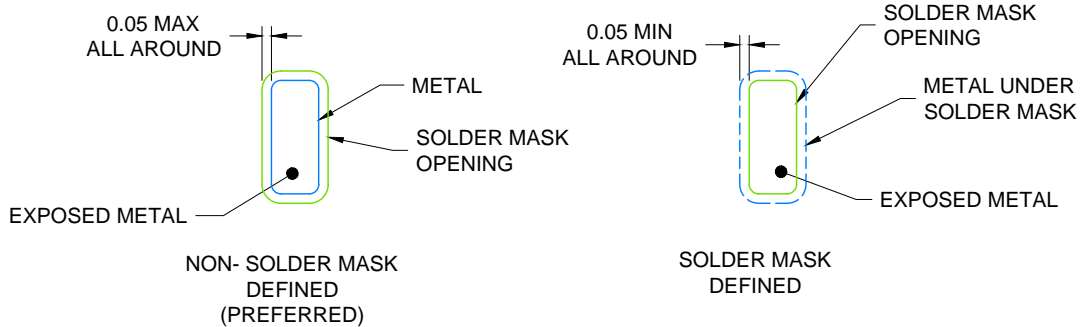 0.05 MAX
ALL AROUND
METAL
SOLDER MASK
OPENING
EXPOSED METAL
NON- SOLDER MASK
DEFINED
(PREFERRED)
0.05 MIN
ALL AROUND
SOLDER MASK
OPENING
METAL UNDER
SOLDER MASK
EXPOSED METAL
SOLDER MASK
DEFINED